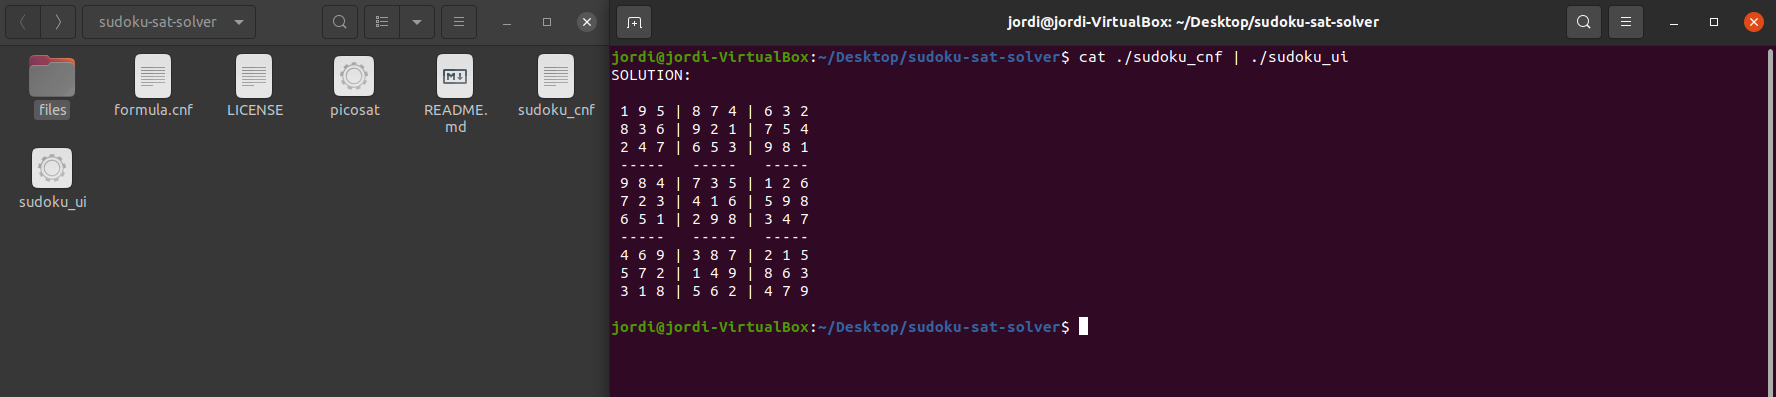 sudoku-sat-solver
files
formula.cnf
LICENSE
picosat
README.
md
sudoku_cnf
sudoku_ui
jordi@jordi-VirtualBox: ~/Desktop/sudoku-sat-solver
jordi@jordi-VirtualBox:~/Desktop/sudoku-sat-solver$ cat ./sudoku_cnf | ./sudoku_ui
SOLUTION:
1 9 5 | 8 7 4 | 6 3 2
8 3 6 | 9 2 1 | 7 5 4
2 4 7 | 6 5 3 | 9 8 1
-----   -----   -----
9 8 4 | 7 3 5 | 1 2 6
7 2 3 | 4 1 6 | 5 9 8
6 5 1 | 2 9 8 | 3 4 7
-----   -----   -----
4 6 9 | 3 8 7 | 2 1 5
5 7 2 | 1 4 9 | 8 6 3
3 1 8 | 5 6 2 | 4 7 9
jordi@jordi-VirtualBox:~/Desktop/sudoku-sat-solver$